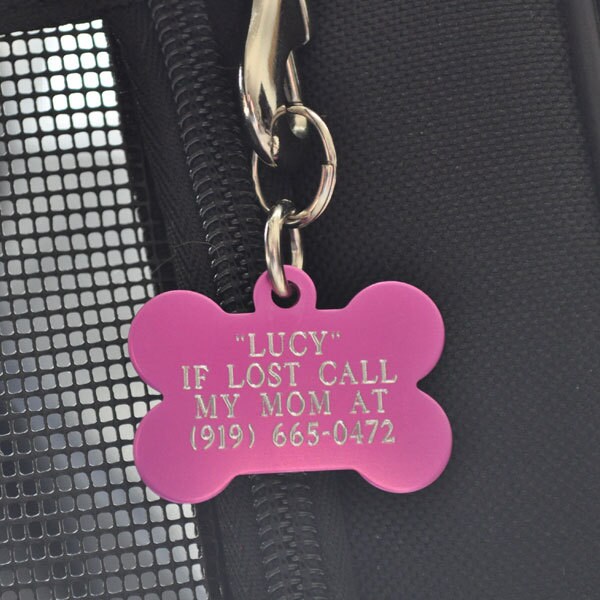 "LUCY"
IF LOST CALL
MY MOM AT
(919) 665-0472